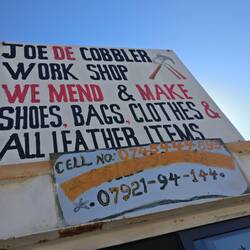 JOE DE COBBLER
WORK SHOP
WE MEND & MAKE
SHOES, BAGS, CLOTHES &
ALL LEATHER ITEMS
CELL NO:
07921-94-144